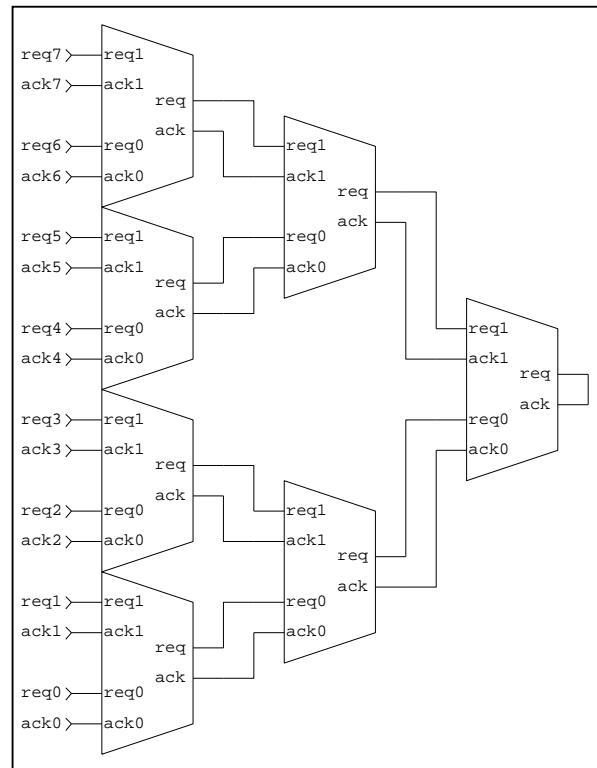 req7 req1
ack7 ack1
req
ack
req6 req0
ack6 ack0
req1
ack1
req
ack
req5 req1
ack5 ack1
req0
ack0
req
ack
req4 req0
ack4 ack0
req1
ack1
req
ack
req3 req1
ack3 ack1
req0
ack0
req
ack
req2 req0
ack2 ack0
req1
ack1
req
ack
req1 req1
ack1 ack1
req0
ack0
req
ack
req0 req0
ack0 ack0